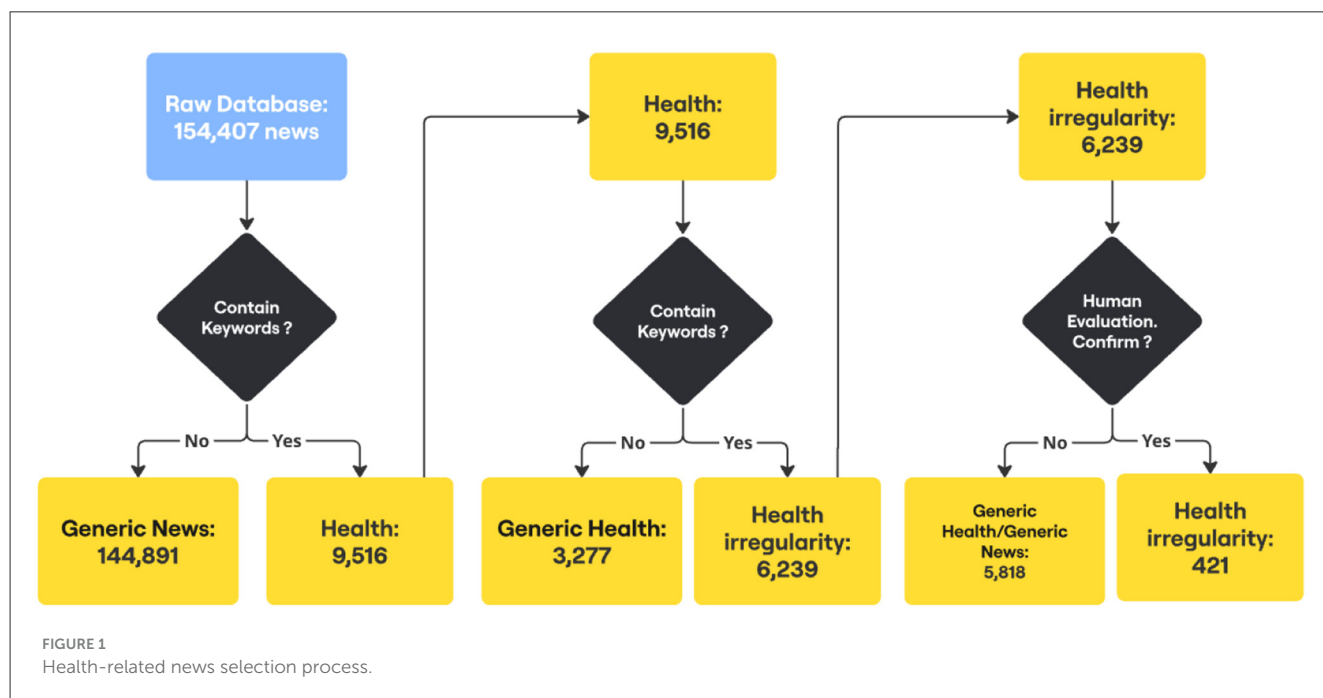 Raw Database:
154,407 news
Contain
Keywords ?
No
Yes
Generic News:
144,891
Health:
9,516
Health:
9,516
Contain
Keywords ?
No
Yes
Generic Health:
3,277
Health
irregularity:
6,239
Health
irregularity:
6,239
Human
Evaluation.
Confirm ?
No
Yes
Generic
Health/Generic
News:
5,818
Health
irregularity:
421
FIGURE 1
Health-related news selection process.